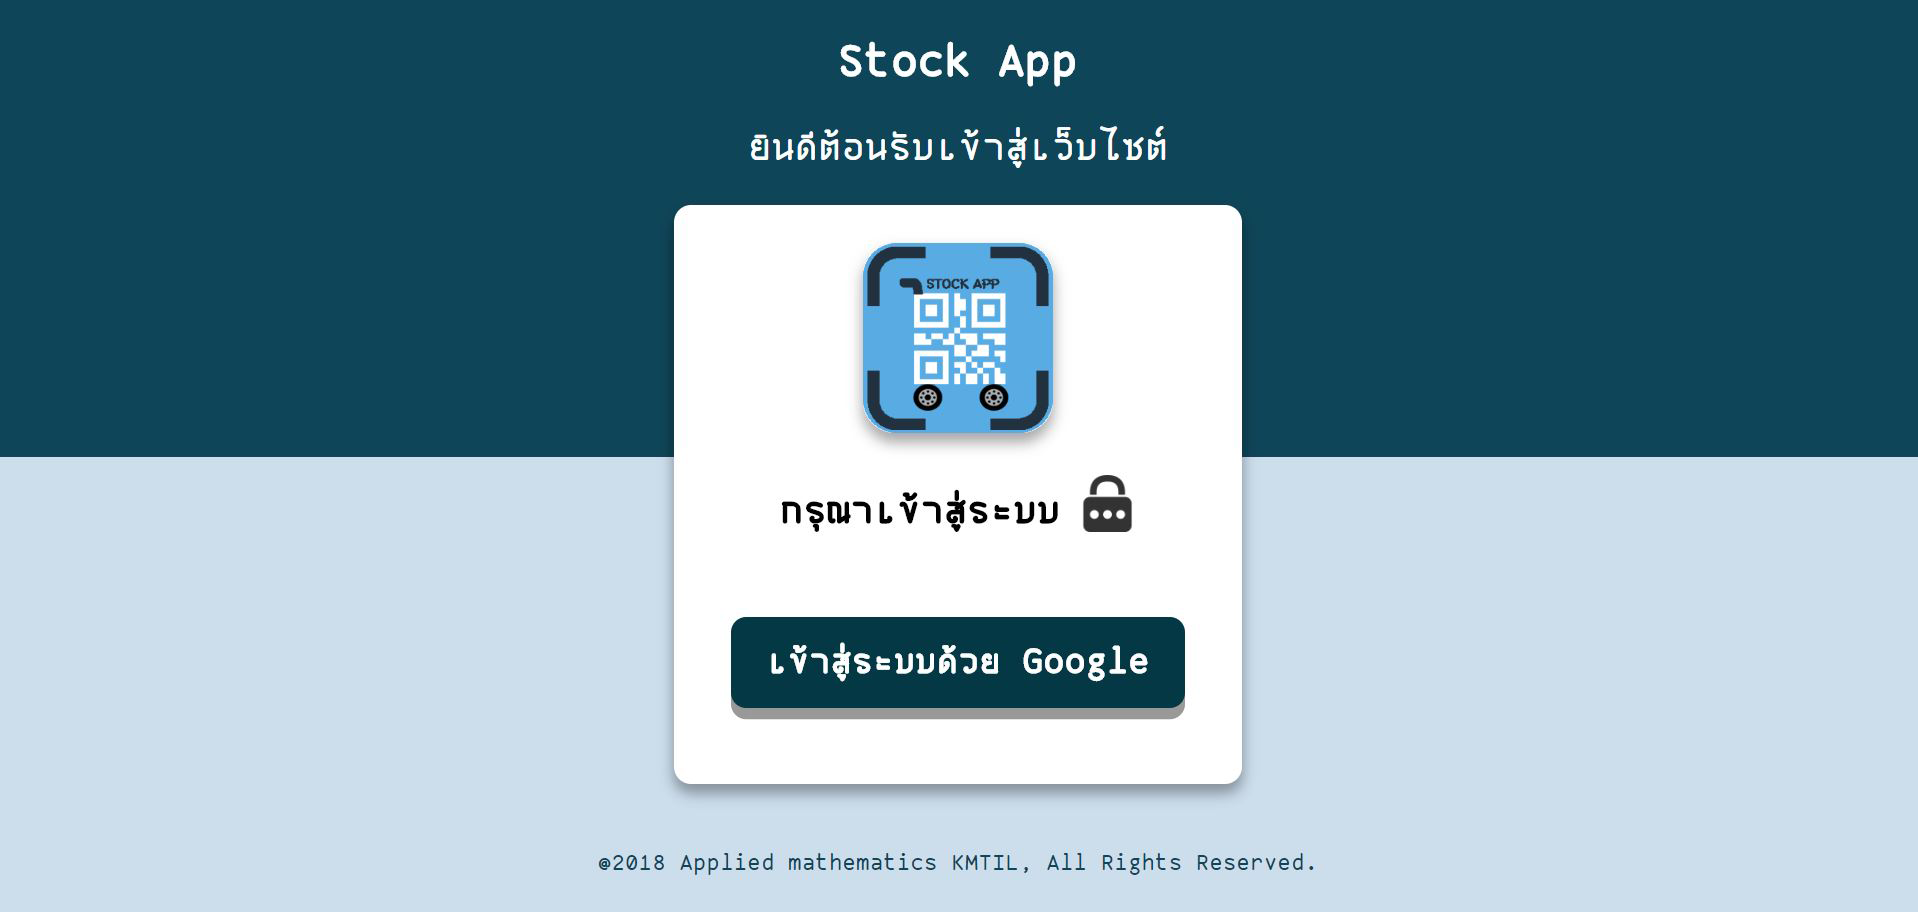 Stock App
ยินดีต้อนรับเข้าสู่เว็บไซต์
STOCK APP
กรุณาเข้าสู่ระบบ
เข้าสู่ระบบด้วย Google
@2018 Applied mathematics KMTIL, All Rights Reserved.